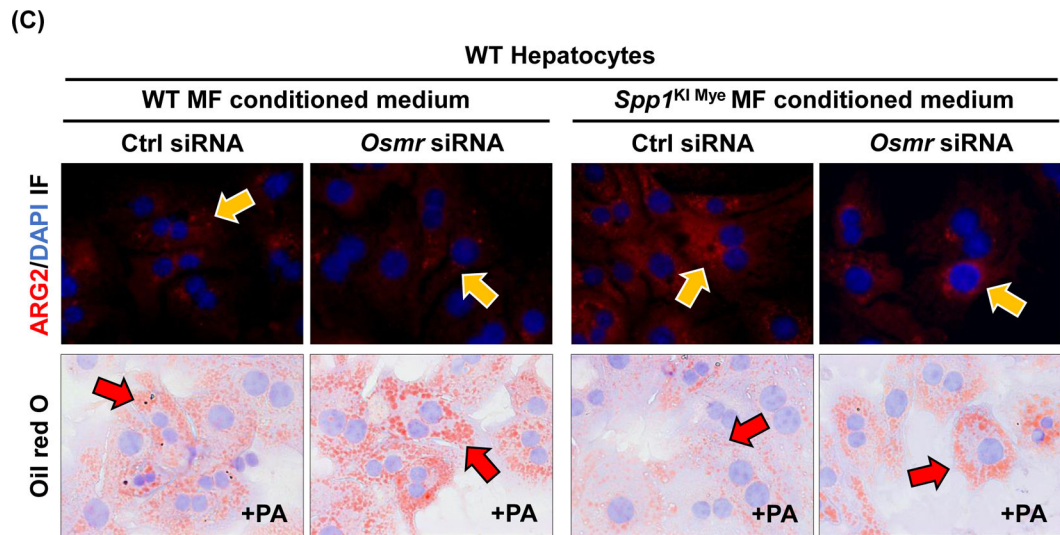 (C)
WT Hepatocytes
WT MF conditioned medium
Spp1KI Mye MF conditioned medium
Ctrl siRNA
Osmr siRNA
Ctrl siRNA
Osmr siRNA
ARG2/DAPI IF
Oil red O
+PA
+PA
+PA
+PA